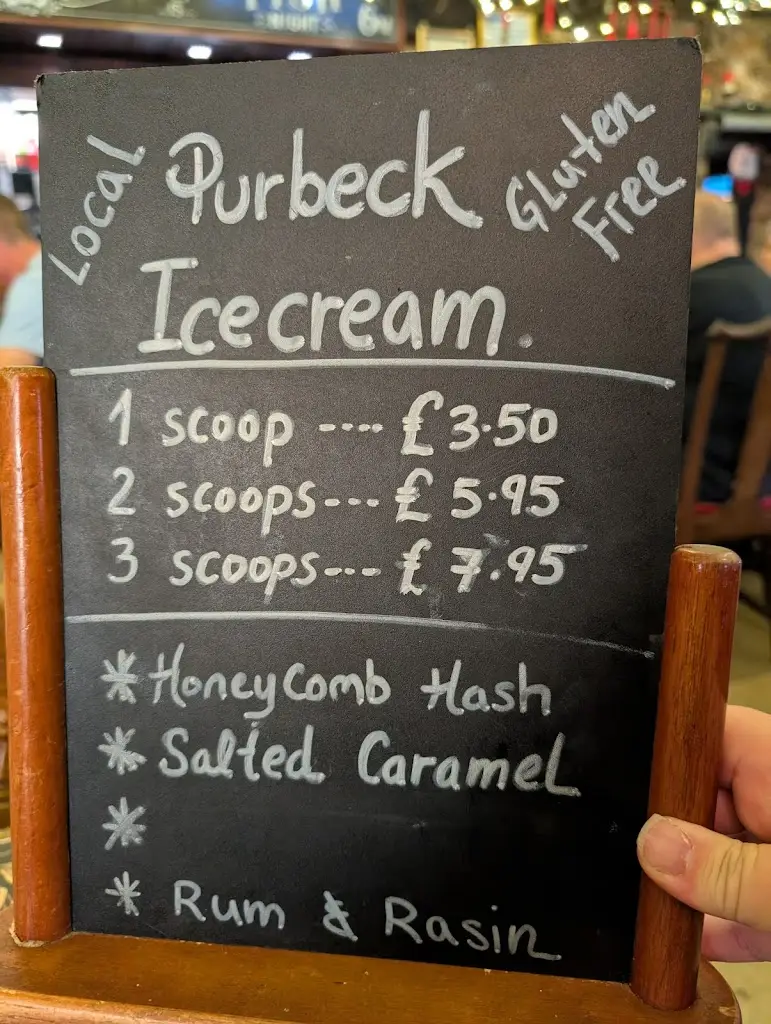 NIGHT
Local
Purbeck
Gluten
Free
Icecream.
1 scoop ---- £3.50
2 scoops--- £5.95
3 scoops--- £7.95
* Honeycomb Hash
* Salted Caramel
*
* Rum & Rasin